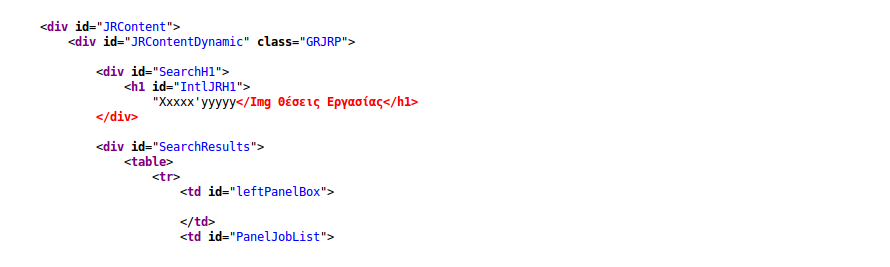 <div id="JRContent">
<div id="JRContentDynamic" class="GRJRP">
<div id="SearchH1">
<h1 id="IntlJRH1">
"Xxxxx'yyyyy</Img Θέσεις Εργασίας</h1>
</div>
<div id="SearchResults">
<table>
<tr>
<td id="leftPanelBox">
</td>
<td id="PanelJobList">